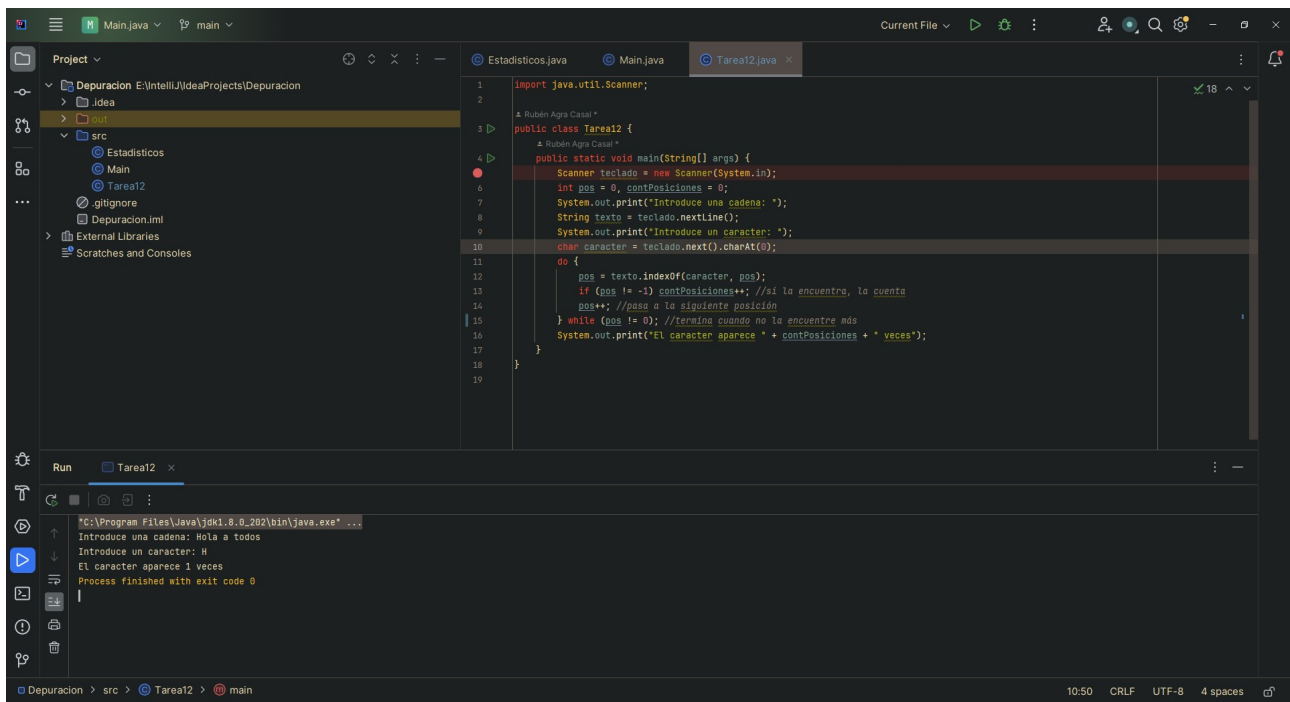 M Main.java main Current File
Project
Estadisticos.java Main.java Tarea12.java
Depuracion E:\IntelliJ\IdeaProjects\Depuracion
.idea
out
src
Estadisticos
Main
Tarea12
.gitignore
Depuracion.iml
External Libraries
Scratches and Consoles
18
1 import java.util.Scanner;
2
Rubén Agra Casal *
3 public class Tarea12 {
Rubén Agra Casal *
4 public static void main(String[] args) {
Scanner teclado = new Scanner(System.in);
6 int pos = 0, contPosiciones = 0;
7 System.out.print("Introduce una cadena: ");
8 String texto = teclado.nextLine();
9 System.out.print("Introduce un caracter: ");
10 char caracter = teclado.next().charAt(0);
11 do {
12 pos = texto.indexOf(caracter, pos);
13 if (pos != -1) contPosiciones++; //si la encuentra, la cuenta
14 pos++; //pasa a la siguiente posición
15 } while (pos != 0); //termina cuando no la encuentre más
16 System.out.print("El caracter aparece " + contPosiciones + " veces");
17 }
18 }
19
Run Tarea12
"C:\Program Files\Java\jdk1.8.0_202\bin\java.exe" ...
Introduce una cadena: Hola a todos
Introduce un caracter: H
El caracter aparece 1 veces
Process finished with exit code 0
Depuracion > src > Tarea12 > main 10:50 CRLF UTF-8 4 spaces